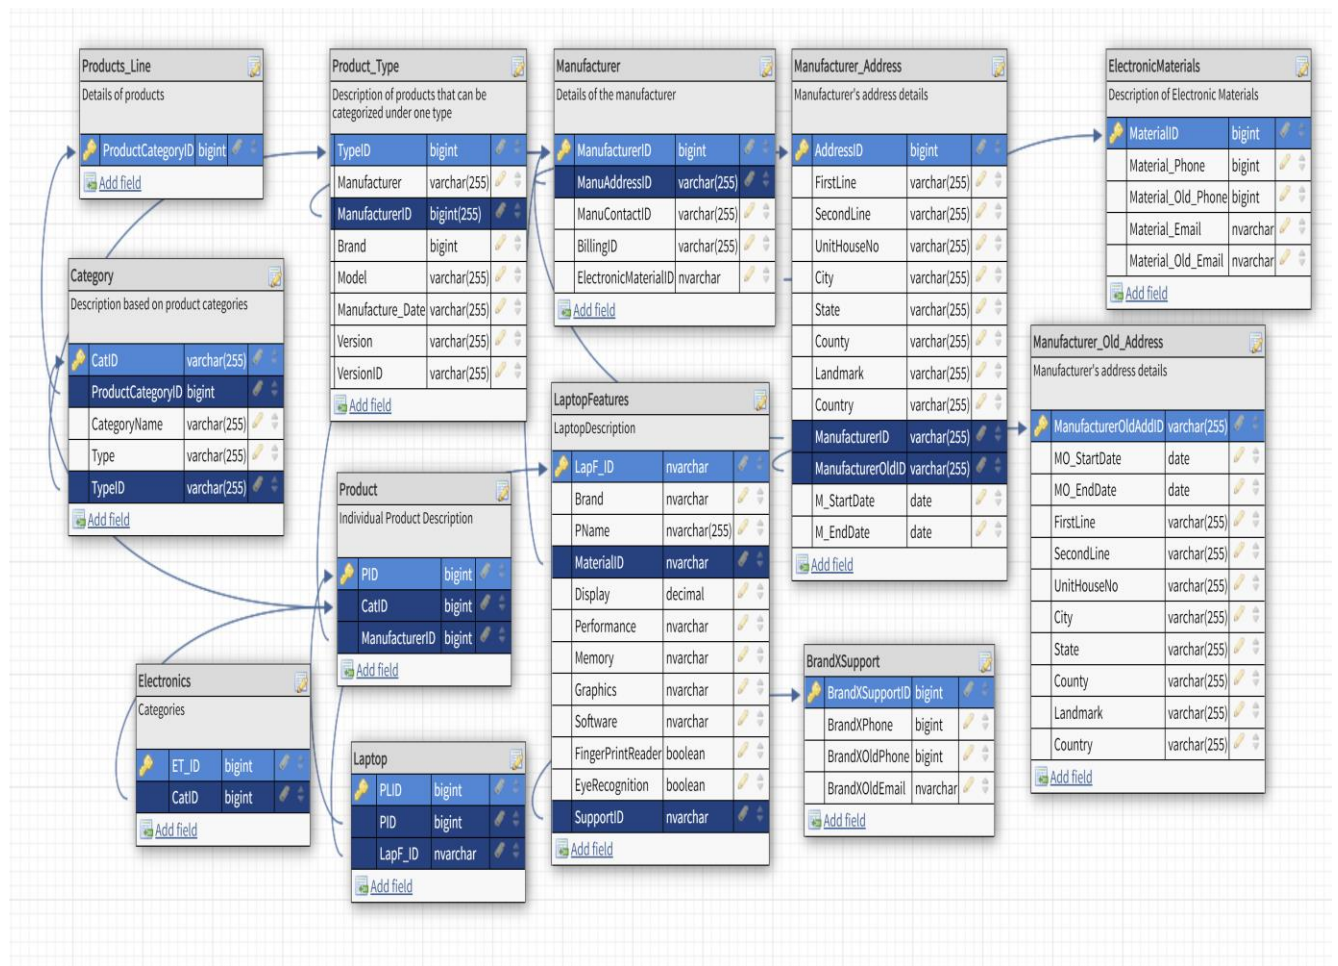 Products_Line
Details of products
ProductCategoryID bigint
Add field
Product_Type
Description of products that can be
categorized under one type
TypeID bigint
Manufacturer varchar(255)
ManufacturerID bigint(255)
Brand bigint
Model varchar(255)
Manufacture_Date varchar(255)
Version varchar(255)
VersionID varchar(255)
Add field
Manufacturer
Details of the manufacturer
ManufacturerID bigint
ManuAddressID varchar(255)
ManuContactID varchar(255)
BillingID varchar(255)
ElectronicMaterialID nvarchar
Add field
Manufacturer_Address
Manufacturer's address details
AddressID bigint
FirstLine varchar(255)
SecondLine varchar(255)
UnitHouseNo varchar(255)
City varchar(255)
State varchar(255)
County varchar(255)
Landmark varchar(255)
Country varchar(255)
ManufacturerID varchar(255)
ManufacturerOldID varchar(255)
M_StartDate date
M_EndDate date
Add field
ElectronicMaterials
Description of Electronic Materials
MaterialID bigint
Material_Phone bigint
Material_Old_Phone bigint
Material_Email nvarchar
Material_Old_Email nvarchar
Add field
Category
Description based on product categories
CatID varchar(255)
ProductCategoryID bigint
CategoryName varchar(255)
Type varchar(255)
TypeID varchar(255)
Add field
Manufacturer_Old_Address
Manufacturer's address details
ManufacturerOldAddID varchar(255)
MO_StartDate date
MO_EndDate date
FirstLine varchar(255)
SecondLine varchar(255)
UnitHouseNo varchar(255)
City varchar(255)
State varchar(255)
County varchar(255)
Landmark varchar(255)
Country varchar(255)
Add field
LaptopFeatures
LaptopDescription
LapF_ID nvarchar
Brand nvarchar
PName nvarchar(255)
MaterialID nvarchar
Display decimal
Performance nvarchar
Memory nvarchar
Graphics nvarchar
Software nvarchar
FingerPrintReader boolean
EyeRecognition boolean
SupportID nvarchar
Add field
Product
Individual Product Description
PID bigint
CatID bigint
ManufacturerID bigint
Add field
Electronics
Categories
ET_ID bigint
CatID bigint
Add field
Laptop
PLID bigint
PID bigint
LapF_ID nvarchar
Add field
BrandXSupport
BrandXSupportID bigint
BrandXPhone bigint
BrandXOldPhone bigint
BrandXOldEmail nvarchar
Add field